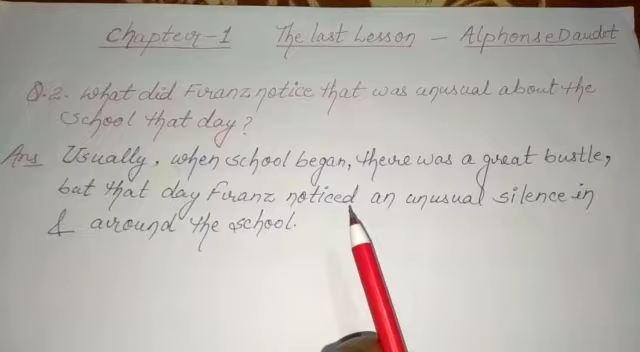 Chapter-1 The last Lesson - Alphonse Daudet
Q.2. What did Franz notice that was unusual about the
school that day?
Ans Usually, when school began, there was a great bustle,
but that day Franz noticed an unusual silence in
& around the school.